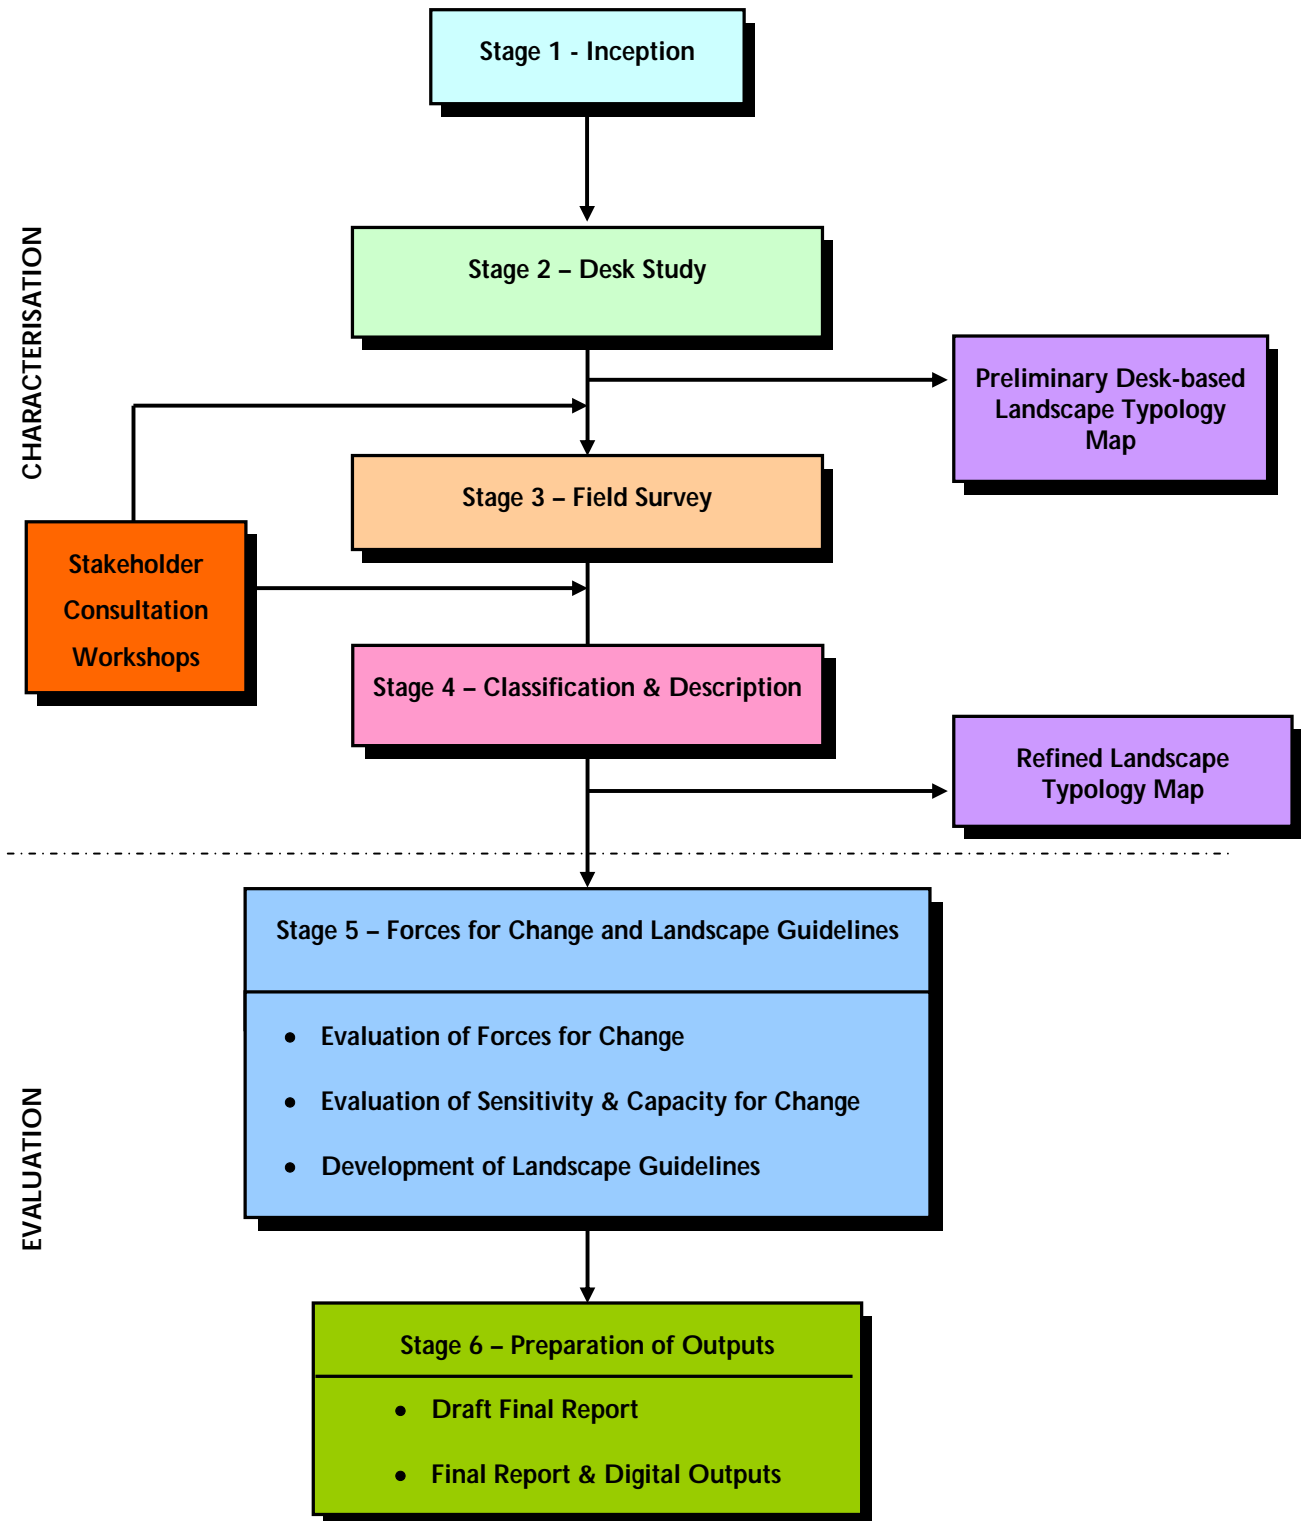 Stage 1 - Inception
CHARACTERISATION
Stage 2 – Desk Study
Preliminary Desk-based
Landscape Typology
Map
Stage 3 – Field Survey
Stakeholder
Consultation
Workshops
Stage 4 – Classification & Description
Refined Landscape
Typology Map
EVALUATION
Stage 5 – Forces for Change and Landscape Guidelines
• Evaluation of Forces for Change
• Evaluation of Sensitivity & Capacity for Change
• Development of Landscape Guidelines
Stage 6 – Preparation of Outputs
• Draft Final Report
• Final Report & Digital Outputs